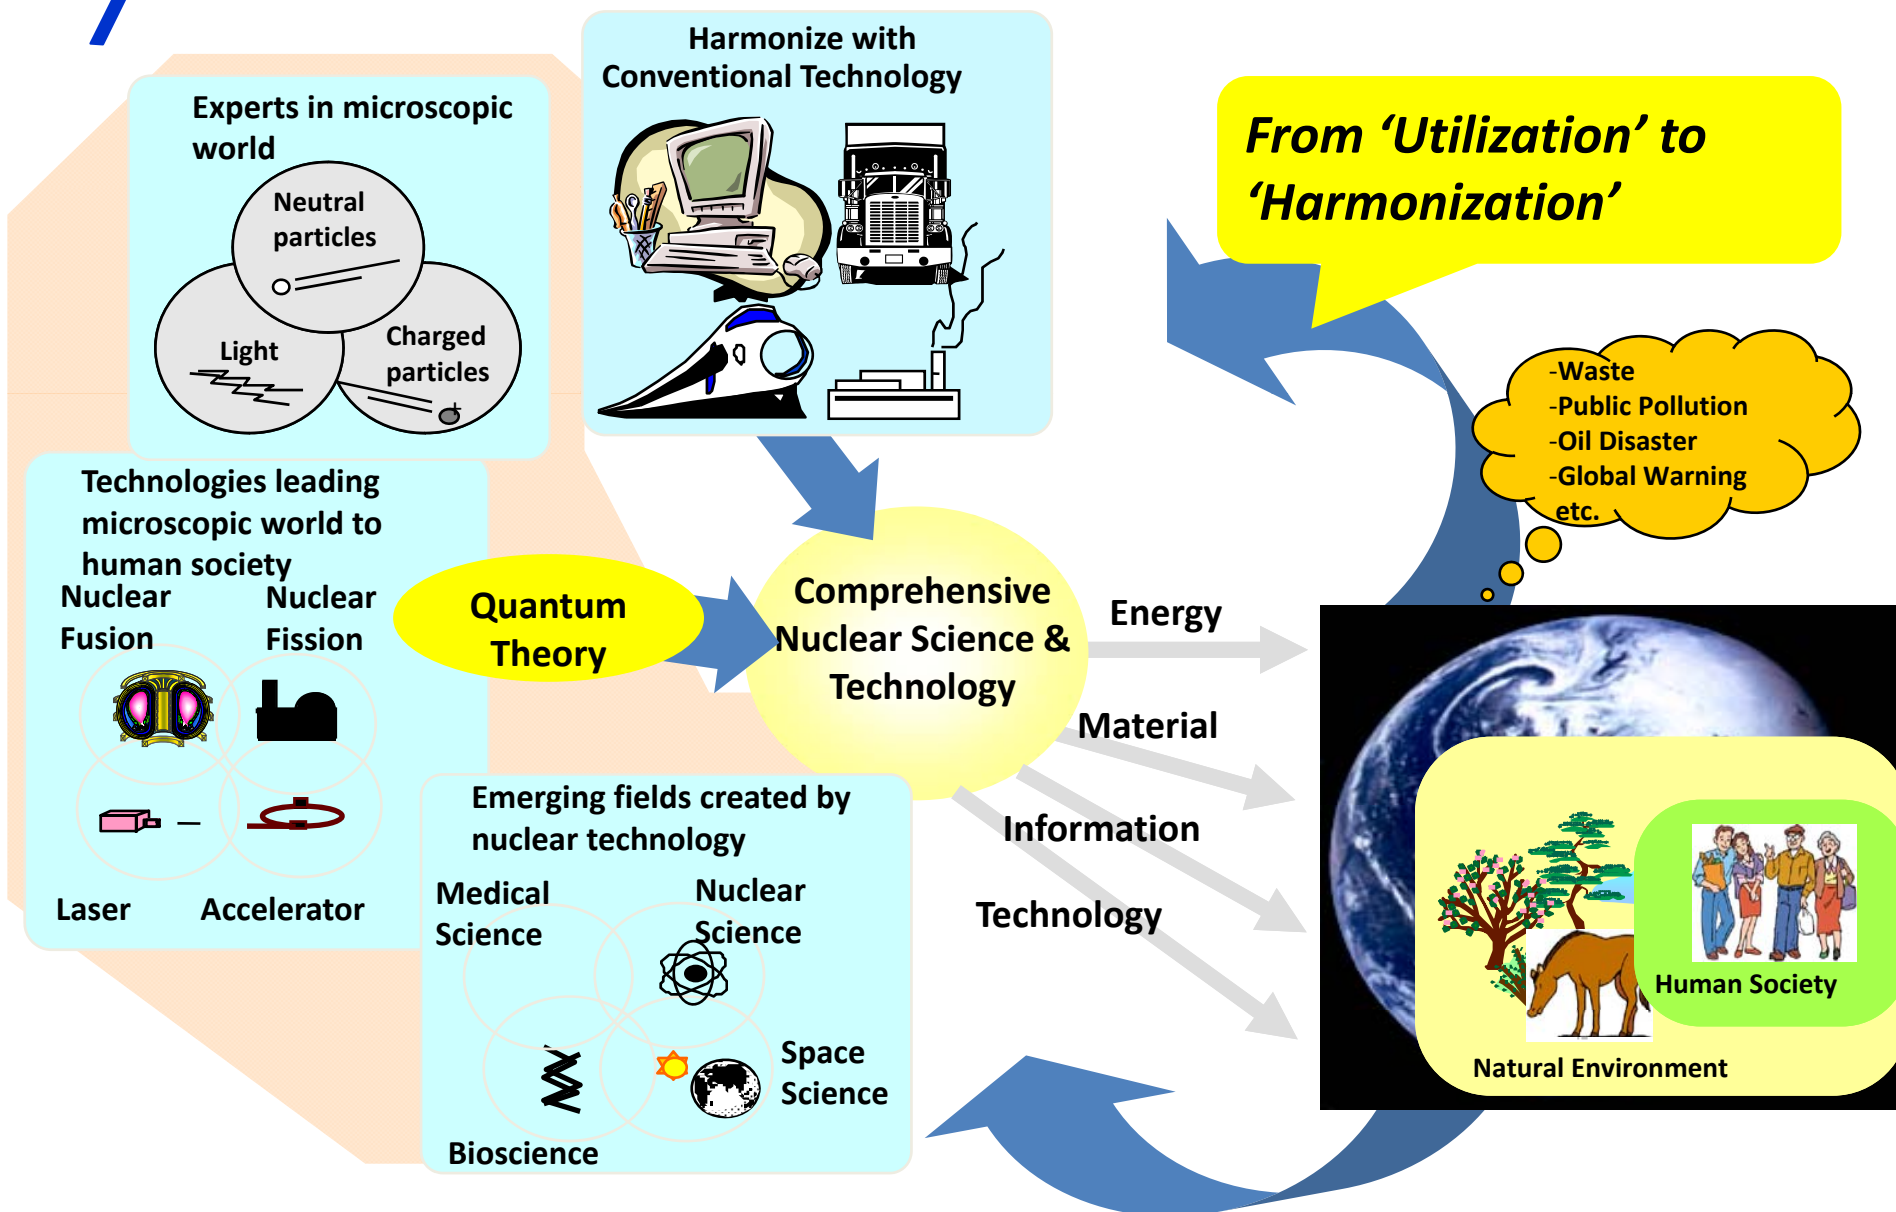 Harmonize with
Conventional Technology
Experts in microscopic
world
Neutral
particles
Light
Charged
particles
From ‘Utilization’ to
‘Harmonization’
-Waste
-Public Pollution
-Oil Disaster
-Global Warning
etc.
Technologies leading
microscopic world to
human society
Nuclear
Fusion
Nuclear
Fission
Laser
Accelerator
Quantum
Theory
Comprehensive
Nuclear Science &
Technology
Energy
Material
Information
Technology
Emerging fields created by
nuclear technology
Medical
Science
Nuclear
Science
Space
Science
Bioscience
Human Society
Natural Environment